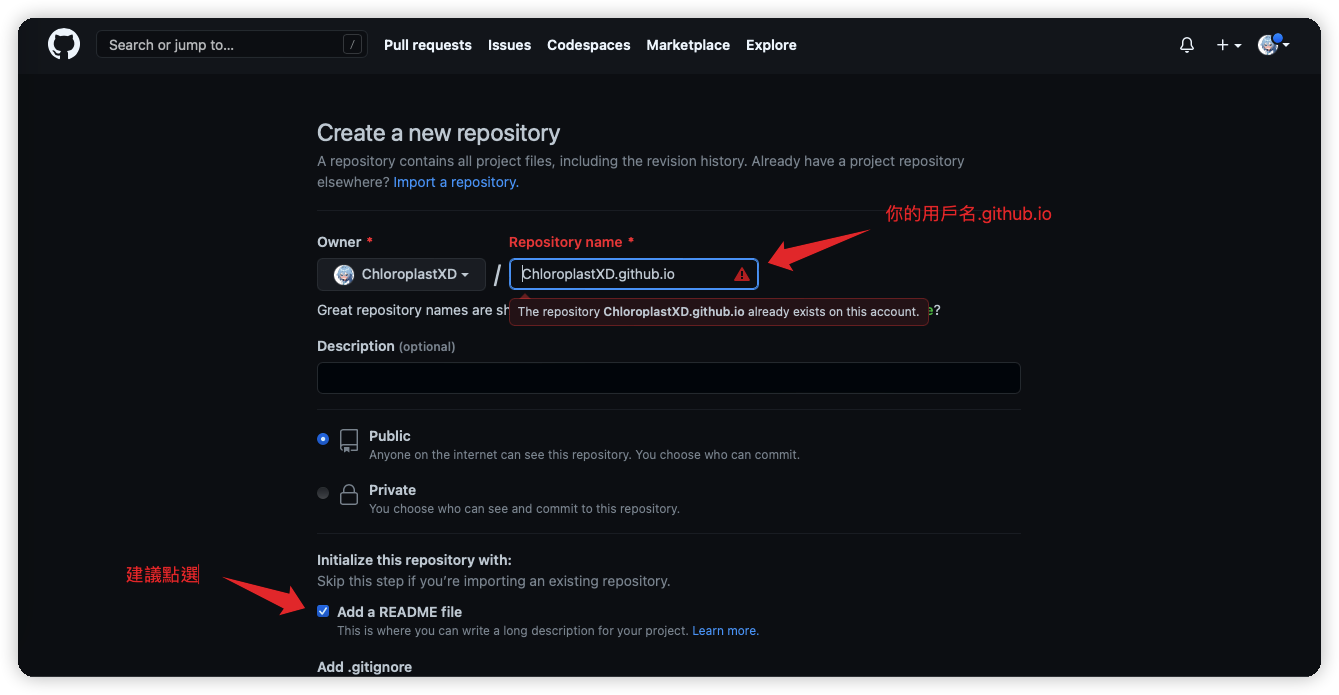 Search or jump to...
/
Pull requests
Issues
Codespaces
Marketplace
Explore
Create a new repository
A repository contains all project files, including the revision history. Already have a project repository
elsewhere? Import a repository.
你的用戶名.github.io
Owner *
Repository name *
ChloroplastXD
/
ChloroplastXD.github.io
Great repository names are sh
The repository ChloroplastXD.github.io already exists on this account.
e?
Description (optional)
Public
Anyone on the internet can see this repository. You choose who can commit.
Private
You choose who can see and commit to this repository.
Initialize this repository with:
Skip this step if you're importing an existing repository.
建議點選
Add a README file
This is where you can write a long description for your project. Learn more.
Add .gitignore